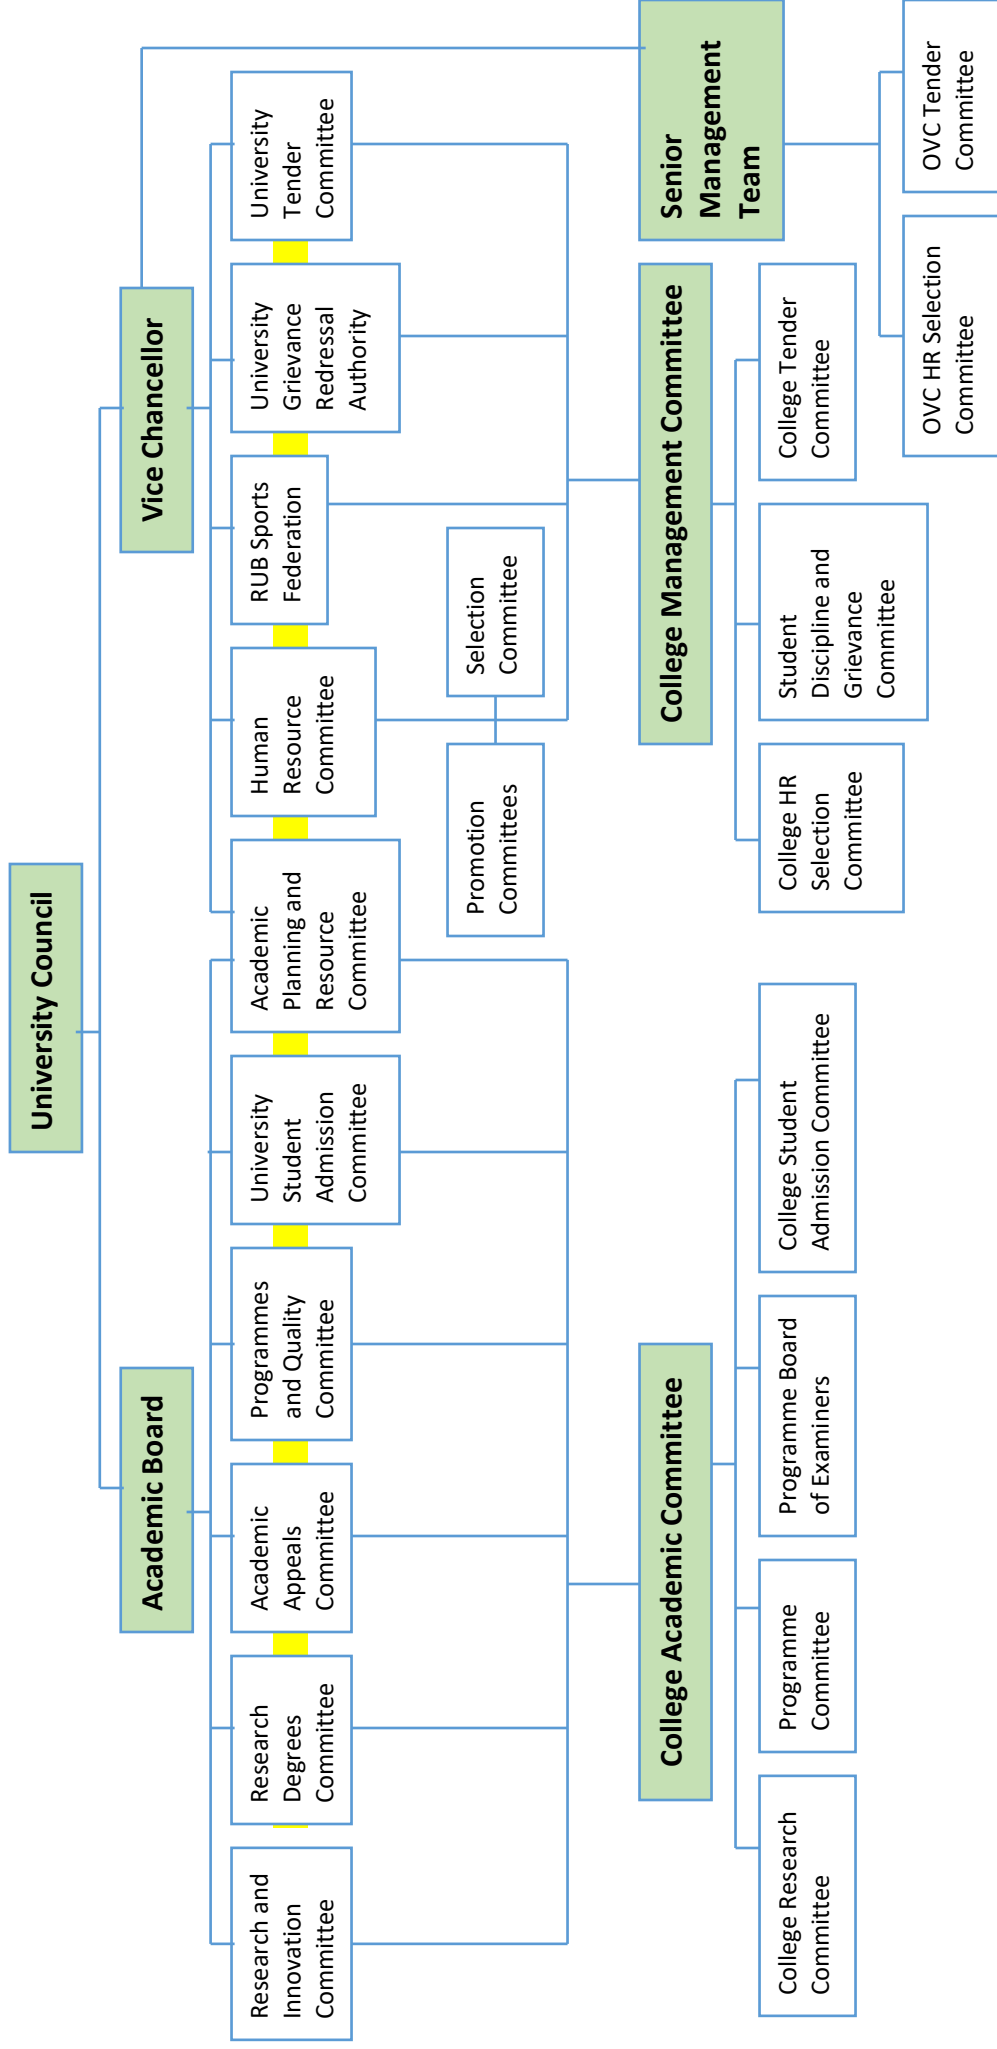 University Council
Academic Board
Vice Chancellor
Research and
Innovation
Committee
Research
Degrees
Committee
Academic
Appeals
Committee
Programmes
and Quality
Committee
University
Student
Admission
Committee
Academic
Planning and
Resource
Committee
Human
Resource
Committee
RUB Sports
Federation
University
Grievance
Redressal
Authority
University
Tender
Committee
Promotion
Committees
Selection
Committee
College Academic Committee
College Management Committee
Senior
Management
Team
College Research
Committee
Programme
Committee
Programme Board
of Examiners
College Student
Admission Committee
College HR
Selection
Committee
Student
Discipline and
Grievance
Committee
College Tender
Committee
OVC HR Selection
Committee
OVC Tender
Committee